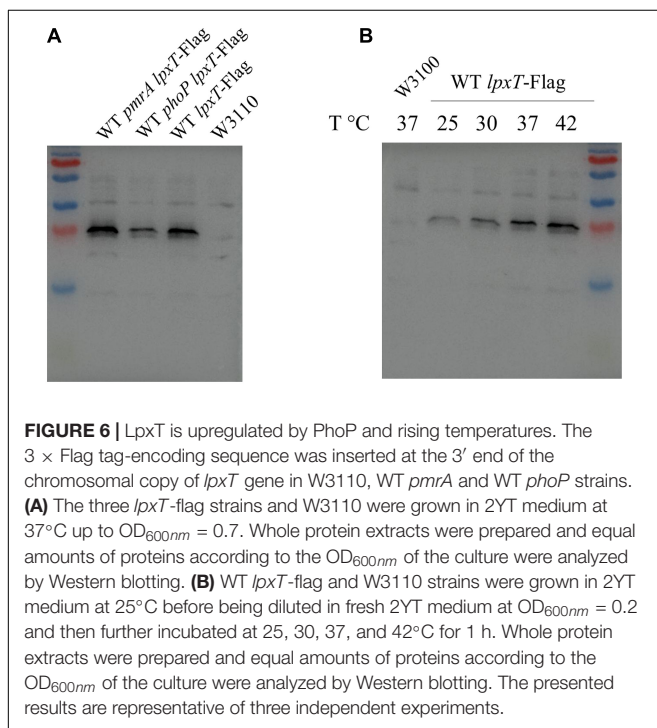 A
WT pmrA lpxT-Flag
WT phoP lpxT-Flag
WT lpxT-Flag
W3110
B
W3100
WT lpxT-Flag
T °C 37 25 30 37 42
FIGURE 6 | LpxT is upregulated by PhoP and rising temperatures. The
3 × Flag tag-encoding sequence was inserted at the 3′ end of the
chromosomal copy of lpxT gene in W3110, WT pmrA and WT phoP strains.
(A) The three lpxT-flag strains and W3110 were grown in 2YT medium at
37°C up to OD600nm = 0.7. Whole protein extracts were prepared and equal
amounts of proteins according to the OD600nm of the culture were analyzed
by Western blotting. (B) WT lpxT-flag and W3110 strains were grown in 2YT
medium at 25°C before being diluted in fresh 2YT medium at OD600nm = 0.2
and then further incubated at 25, 30, 37, and 42°C for 1 h. Whole protein
extracts were prepared and equal amounts of proteins according to the
OD600nm of the culture were analyzed by Western blotting. The presented
results are representative of three independent experiments.